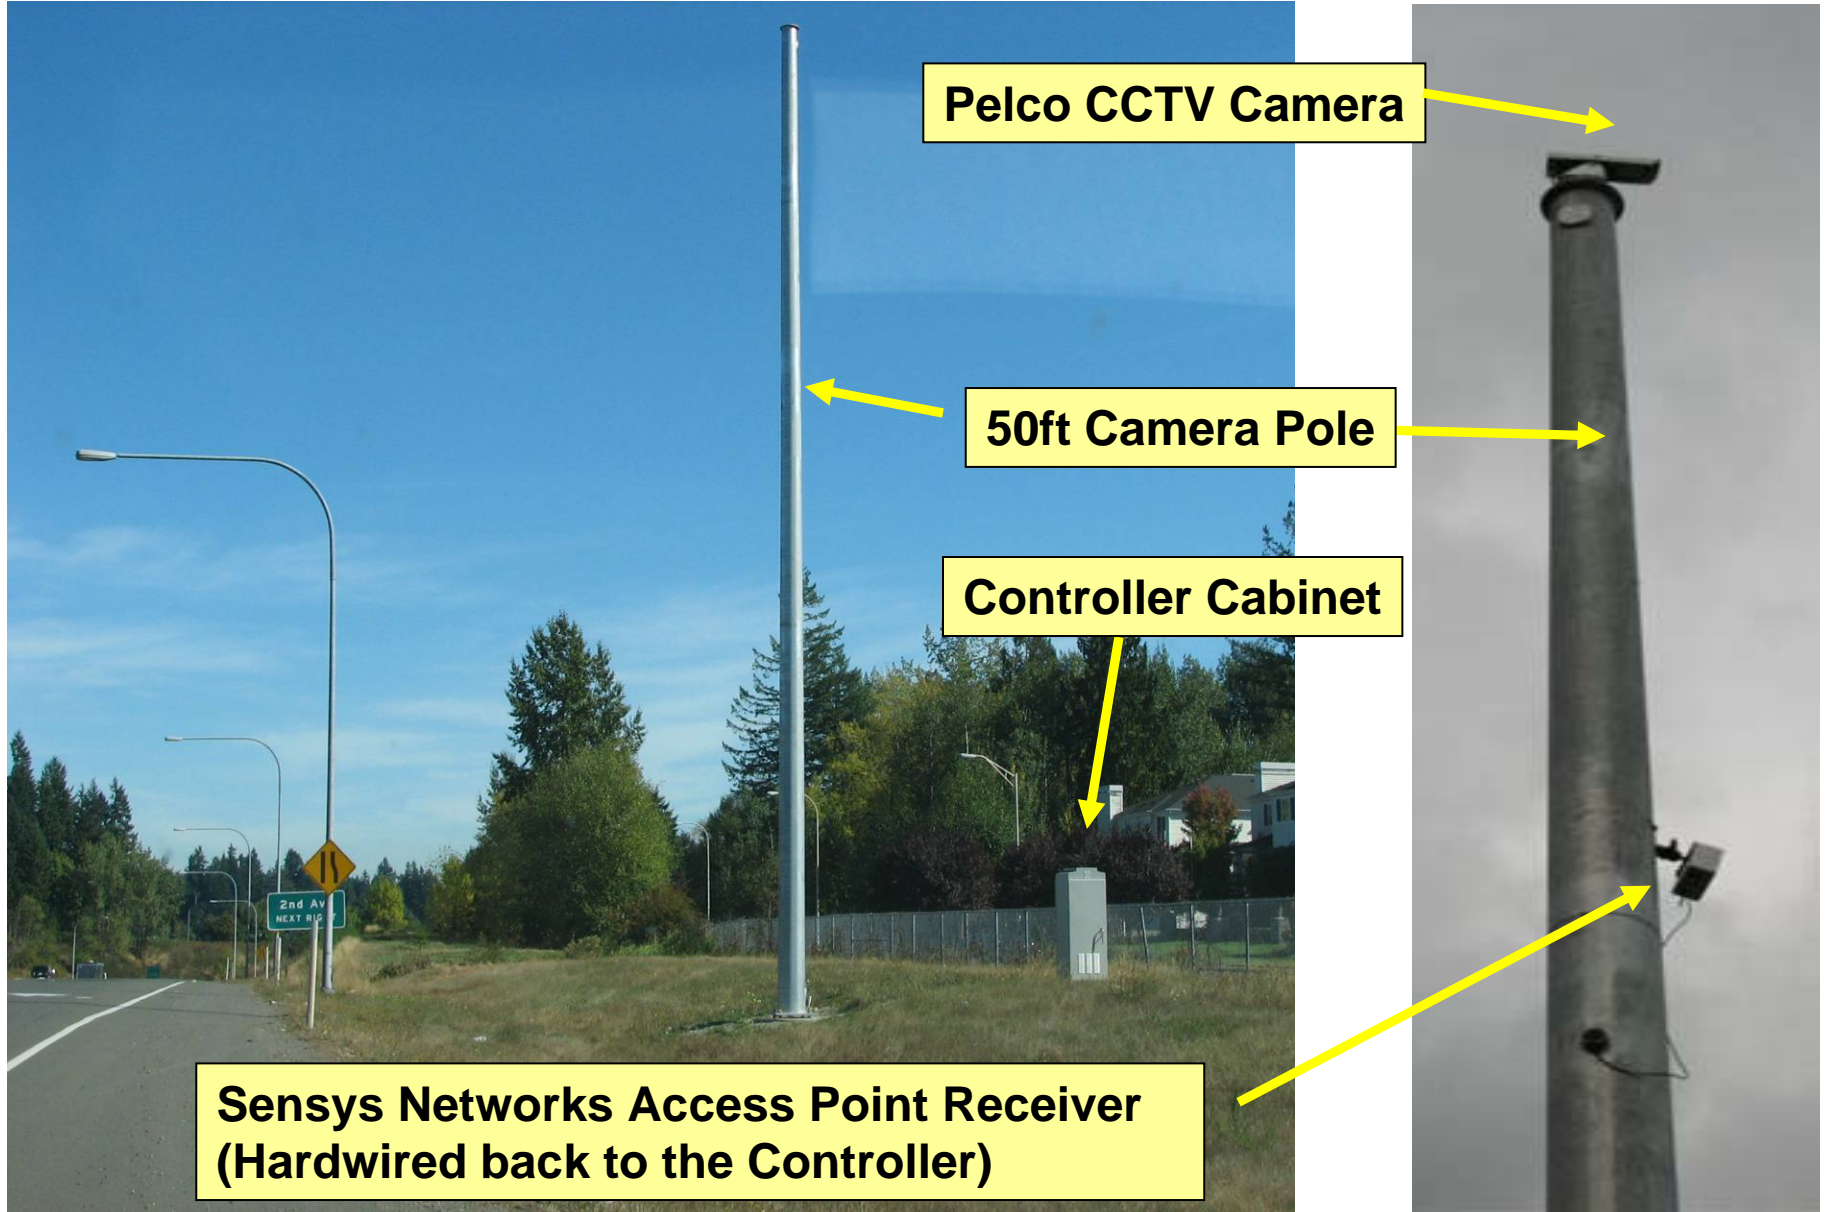 Pelco CCTV Camera
50ft Camera Pole
Controller Cabinet
2nd Av
NEXT RIGHT
Sensys Networks Access Point Receiver
(Hardwired back to the Controller)